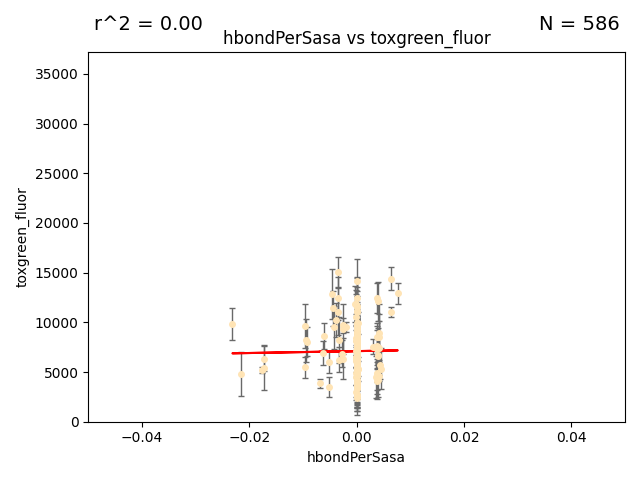 r^2 = 0.00
N = 586
hbondPerSasa vs toxgreen_fluor
35000
30000
25000
20000
15000
10000
5000
0
toxgreen_fluor
−0.04
−0.02
0.00
0.02
0.04
hbondPerSasa